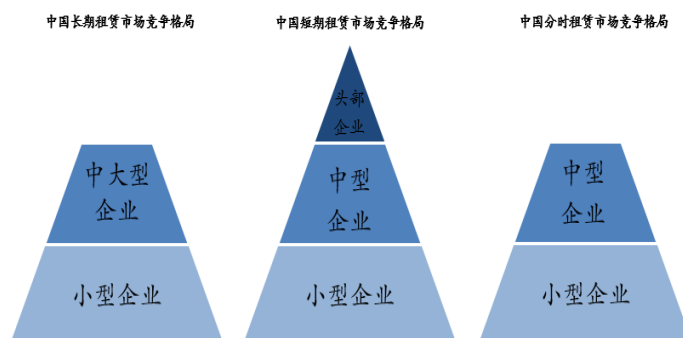 中国长期租赁市场竞争格局
中国短期租赁市场竞争格局
中国分时租赁市场竞争格局
中大型
企业
小型企业
头部
企业
中型
企业
小型企业
中型
企业
小型企业